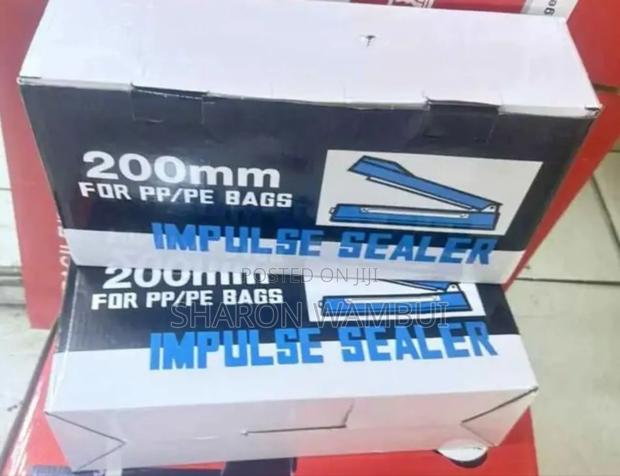 200mm
FOR PP/PE BAGS
IMPULSE SEALER
200mm
FOR PP/PE BAGS
IMPULSE SEALER
POSTED ON JIJI
SHARON WAMBUI